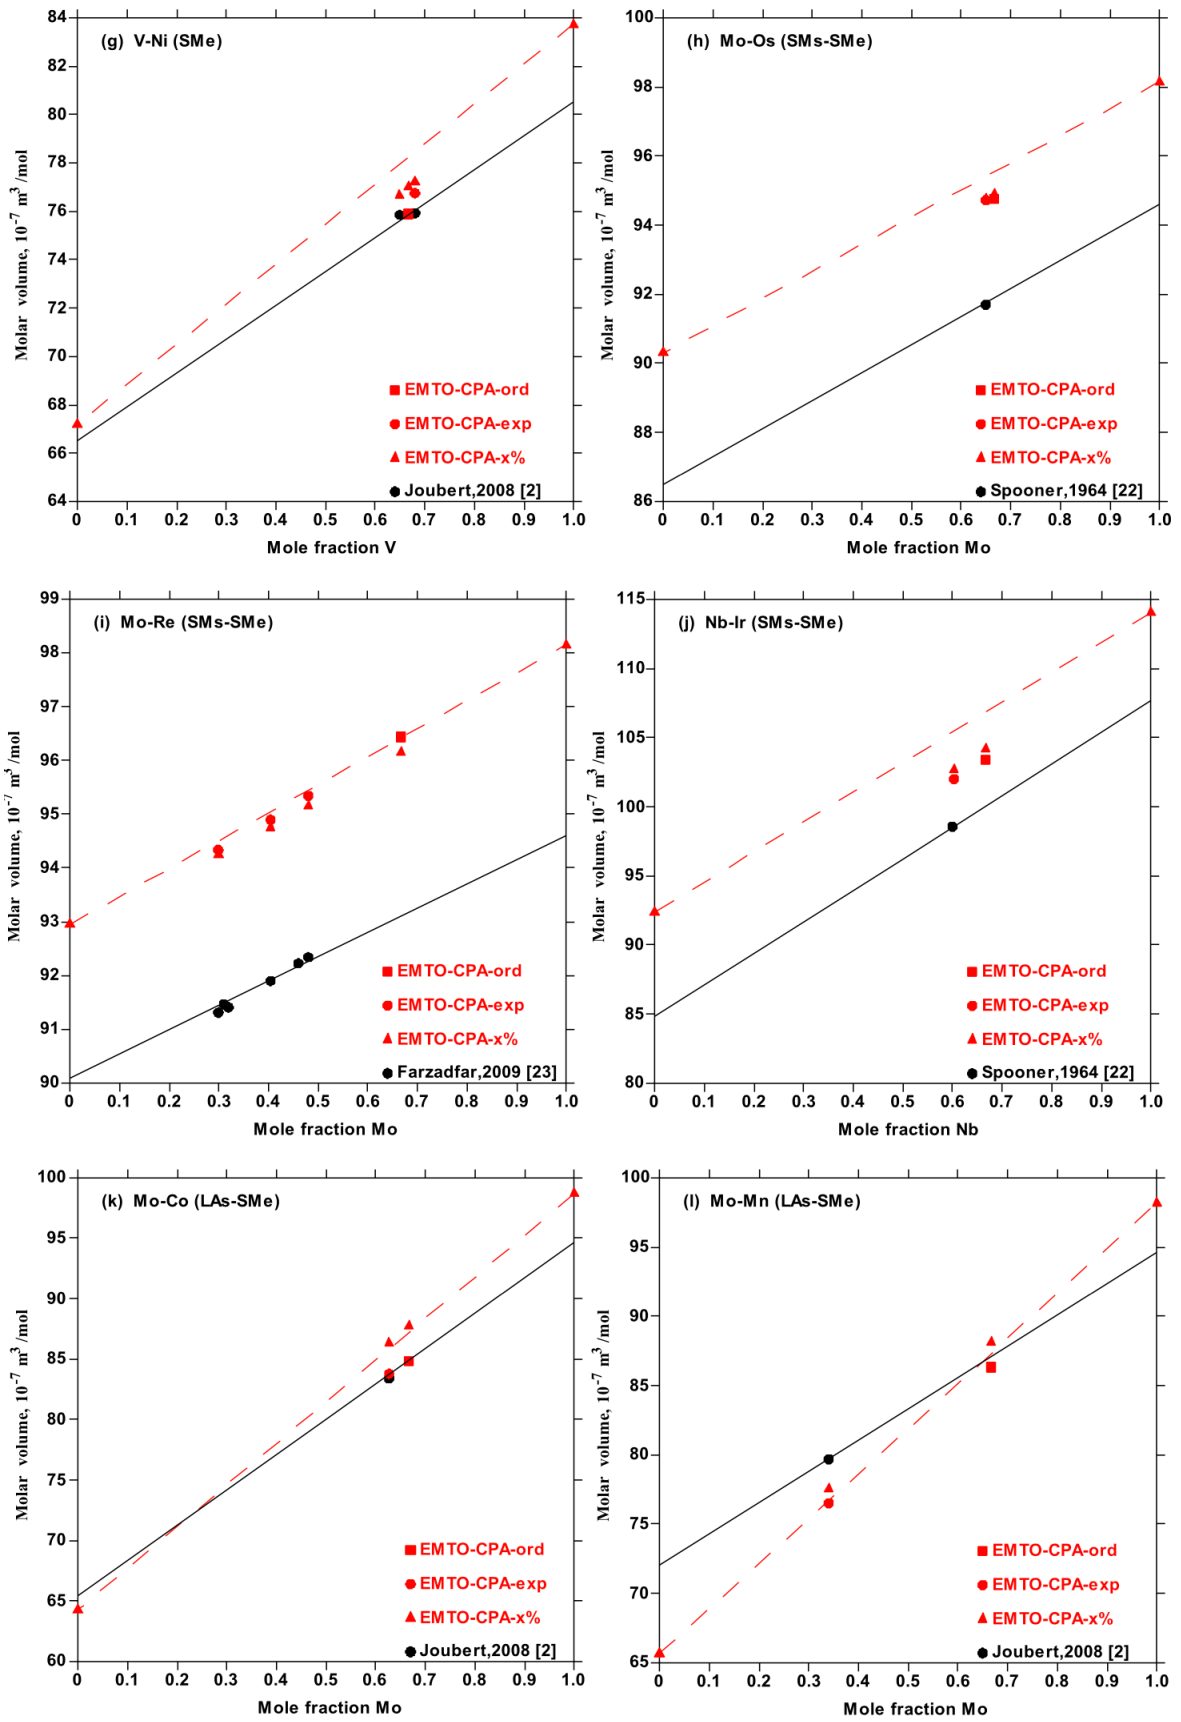 (g) V-Ni (SMe)
Molar volume, 10⁻⁷ m³ /mol
84
82
80
78
76
74
72
70
68
66
64
EMTO-CPA-ord
EMTO-CPA-exp
EMTO-CPA-x%
Joubert,2008 [2]
0 0.1 0.2 0.3 0.4 0.5 0.6 0.7 0.8 0.9 1.0
Mole fraction V
(h) Mo-Os (SMs-SMe)
Molar volume, 10⁻⁷ m³ /mol
100
98
96
94
92
90
88
86
EMTO-CPA-ord
EMTO-CPA-exp
EMTO-CPA-x%
Spooner,1964 [22]
0 0.1 0.2 0.3 0.4 0.5 0.6 0.7 0.8 0.9 1.0
Mole fraction Mo
(i) Mo-Re (SMs-SMe)
Molar volume, 10⁻⁷ m³ /mol
99
98
97
96
95
94
93
92
91
90
EMTO-CPA-ord
EMTO-CPA-exp
EMTO-CPA-x%
Farzadfar,2009 [23]
0 0.1 0.2 0.3 0.4 0.5 0.6 0.7 0.8 0.9 1.0
Mole fraction Mo
(j) Nb-Ir (SMs-SMe)
Molar volume, 10⁻⁷ m³ /mol
115
110
105
100
95
90
85
80
EMTO-CPA-ord
EMTO-CPA-exp
EMTO-CPA-x%
Spooner,1964 [22]
0 0.1 0.2 0.3 0.4 0.5 0.6 0.7 0.8 0.9 1.0
Mole fraction Nb
(k) Mo-Co (LAs-SMe)
Molar volume, 10⁻⁷ m³ /mol
100
95
90
85
80
75
70
65
60
EMTO-CPA-ord
EMTO-CPA-exp
EMTO-CPA-x%
Joubert,2008 [2]
0 0.1 0.2 0.3 0.4 0.5 0.6 0.7 0.8 0.9 1.0
Mole fraction Mo
(l) Mo-Mn (LAs-SMe)
Molar volume, 10⁻⁷ m³ /mol
100
95
90
85
80
75
70
65
EMTO-CPA-ord
EMTO-CPA-exp
EMTO-CPA-x%
Joubert,2008 [2]
0 0.1 0.2 0.3 0.4 0.5 0.6 0.7 0.8 0.9 1.0
Mole fraction Mo